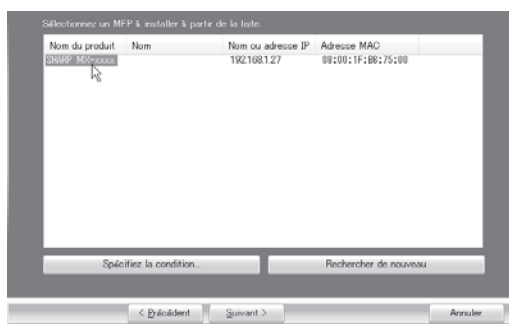 Sélectionnez un MFP à installer à partir de la liste.
Nom du produit Nom Nom ou adresse IP Adresse MAC
SHARP MX-xxxx 192.168.1.27 08:00:1F:B8:75:00
Spécifiez la condition... Rechercher de nouveau
< Précédent Suivant > Annuler